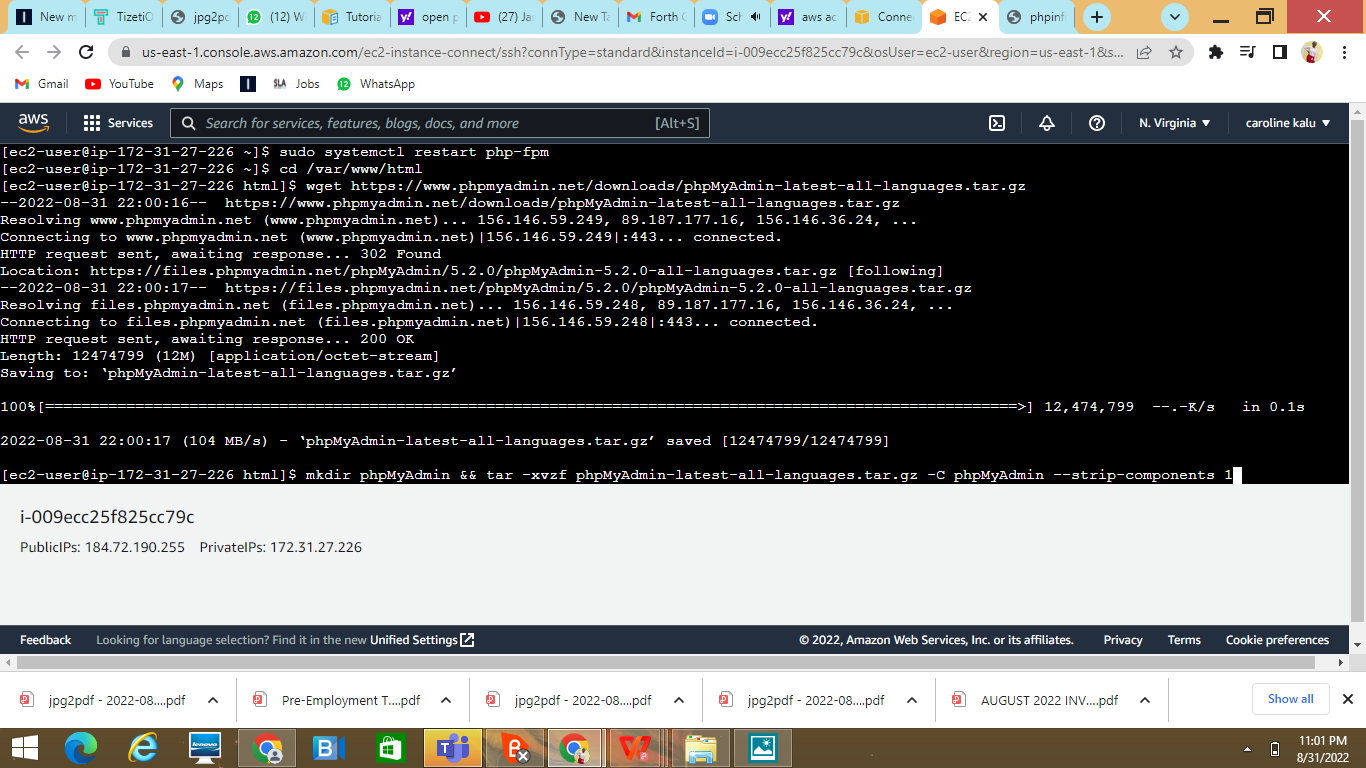 New m
TizetiO
jpg2pd
(12) W
Tutoria
open p
(27) Ja
New Ta
Forth C
Sch
aws ac
Conne
EC2
phpinf
us-east-1.console.aws.amazon.com/ec2-instance-connect/ssh?connType=standard&instanceId=i-009ecc25f825cc79c&osUser=ec2-user&region=us-east-1&s...
Gmail
YouTube
Maps
SLA Jobs
12 WhatsApp
aws
Services
Search for services, features, blogs, docs, and more [Alt+S]
N. Virginia
caroline kalu
[ec2-user@ip-172-31-27-226 ~]$ sudo systemctl restart php-fpm
[ec2-user@ip-172-31-27-226 ~]$ cd /var/www/html
[ec2-user@ip-172-31-27-226 html]$ wget https://www.phpmyadmin.net/downloads/phpMyAdmin-latest-all-languages.tar.gz
--2022-08-31 22:00:16-- https://www.phpmyadmin.net/downloads/phpMyAdmin-latest-all-languages.tar.gz
Resolving www.phpmyadmin.net (www.phpmyadmin.net)... 156.146.59.249, 89.187.177.16, 156.146.36.24, ...
Connecting to www.phpmyadmin.net (www.phpmyadmin.net)|156.146.59.249|:443... connected.
HTTP request sent, awaiting response... 302 Found
Location: https://files.phpmyadmin.net/phpMyAdmin/5.2.0/phpMyAdmin-5.2.0-all-languages.tar.gz [following]
--2022-08-31 22:00:17-- https://files.phpmyadmin.net/phpMyAdmin/5.2.0/phpMyAdmin-5.2.0-all-languages.tar.gz
Resolving files.phpmyadmin.net (files.phpmyadmin.net)... 156.146.59.248, 89.187.177.16, 156.146.36.24, ...
Connecting to files.phpmyadmin.net (files.phpmyadmin.net)|156.146.59.248|:443... connected.
HTTP request sent, awaiting response... 200 OK
Length: 12474799 (12M) [application/octet-stream]
Saving to: ‘phpMyAdmin-latest-all-languages.tar.gz’
100%[============================================================================================================>] 12,474,799 --.-K/s in 0.1s
2022-08-31 22:00:17 (104 MB/s) - ‘phpMyAdmin-latest-all-languages.tar.gz’ saved [12474799/12474799]
[ec2-user@ip-172-31-27-226 html]$ mkdir phpMyAdmin && tar -xvzf phpMyAdmin-latest-all-languages.tar.gz -C phpMyAdmin --strip-components 1
i-009ecc25f825cc79c
PublicIPs: 184.72.190.255 PrivateIPs: 172.31.27.226
Feedback Looking for language selection? Find it in the new Unified Settings © 2022, Amazon Web Services, Inc. or its affiliates. Privacy Terms Cookie preferences
jpg2pdf - 2022-08....pdf
Pre-Employment T....pdf
jpg2pdf - 2022-08....pdf
jpg2pdf - 2022-08....pdf
AUGUST 2022 INV....pdf
Show all
lenovo
11:01 PM
8/31/2022